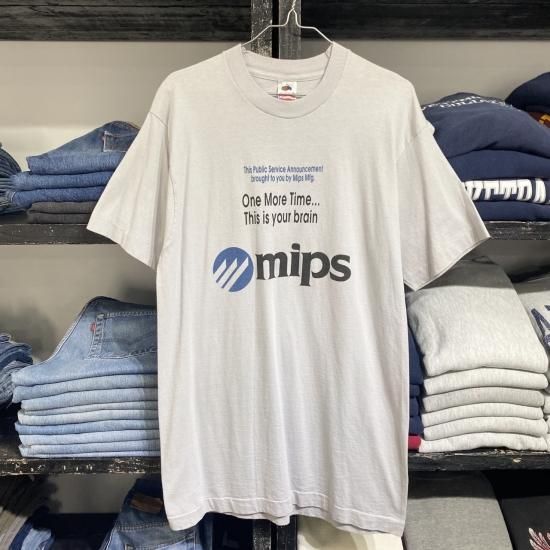 This Public Service Announcement
brought to you by Mips Mfg.
One More Time...
This is your brain
mips